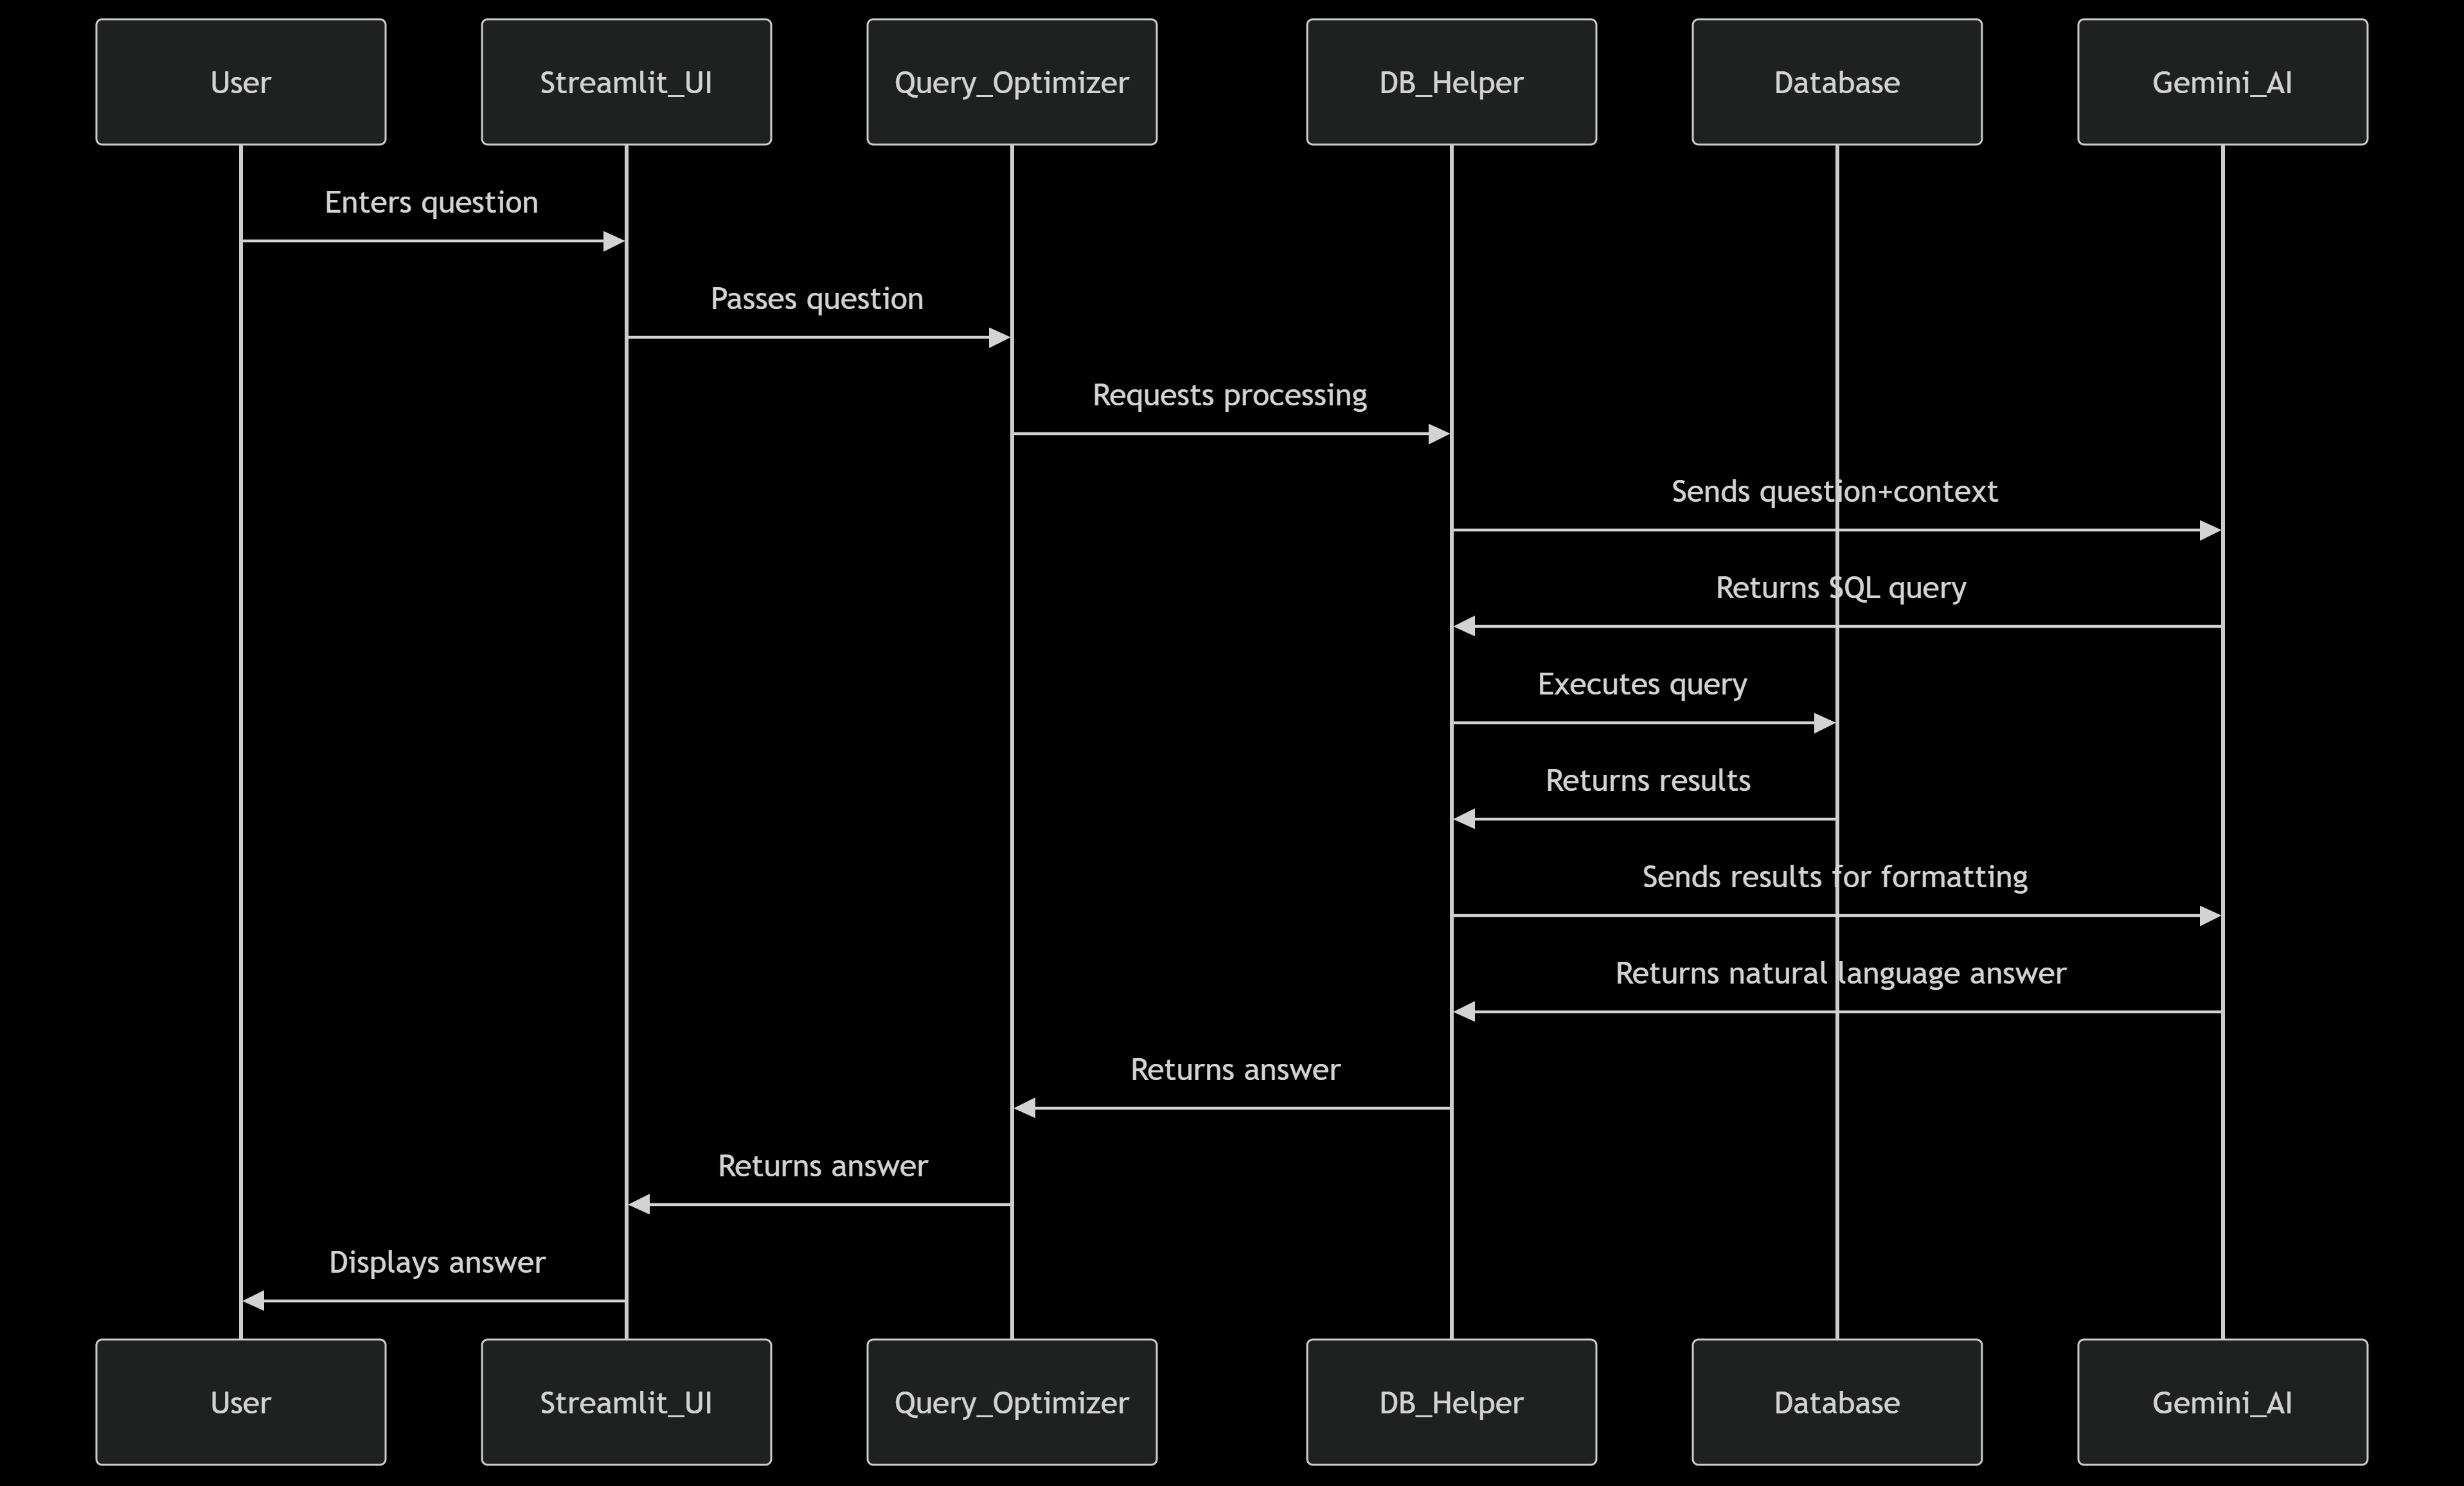 User
Streamlit_UI
Query_Optimizer
DB_Helper
Database
Gemini_AI
Enters question
Passes question
Requests processing
Sends question+context
Returns SQL query
Executes query
Returns results
Sends results for formatting
Returns natural language answer
Returns answer
Returns answer
Displays answer
User
Streamlit_UI
Query_Optimizer
DB_Helper
Database
Gemini_AI